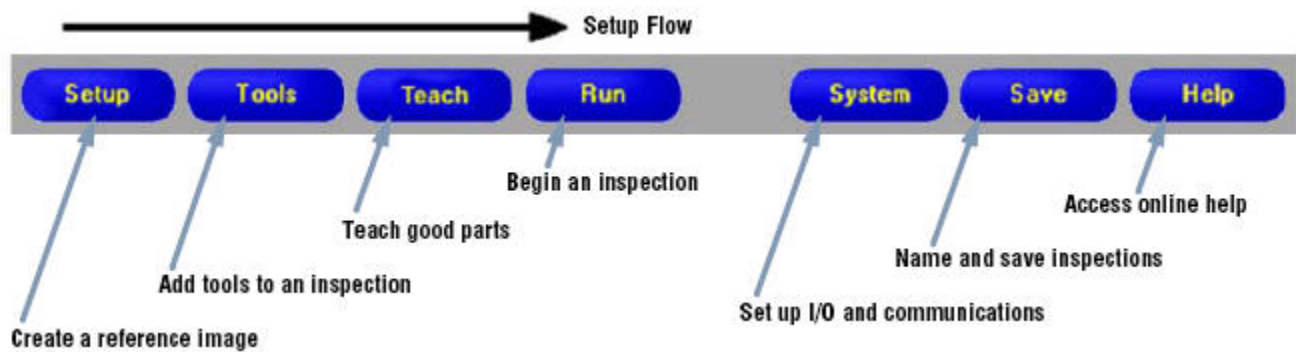 Setup Flow
Setup Tools Teach Run System Save Help
Begin an inspection
Access online help
Teach good parts
Name and save inspections
Add tools to an inspection
Set up I/O and communications
Create a reference image